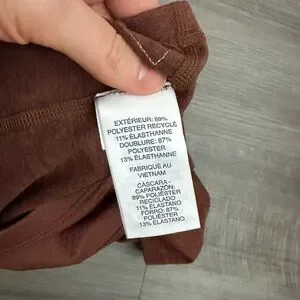 EXTÉRIEUR: 89%
POLYESTER RECYCLÉ
11% ÉLASTHANNE
DOUBLURE: 87%
POLYESTER
13% ÉLASTHANNE
FABRIQUÉ AU
VIETNAM
CÁSCARA -
CAPARAZÓN:
89% POLIÉSTER
RECICLADO
11% ELASTANO
FORRO: 87%
POLIÉSTER
13% ELASTANO